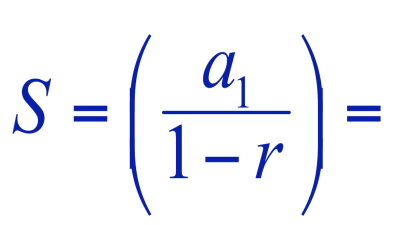 S = (a₁ / (1 − r)) =